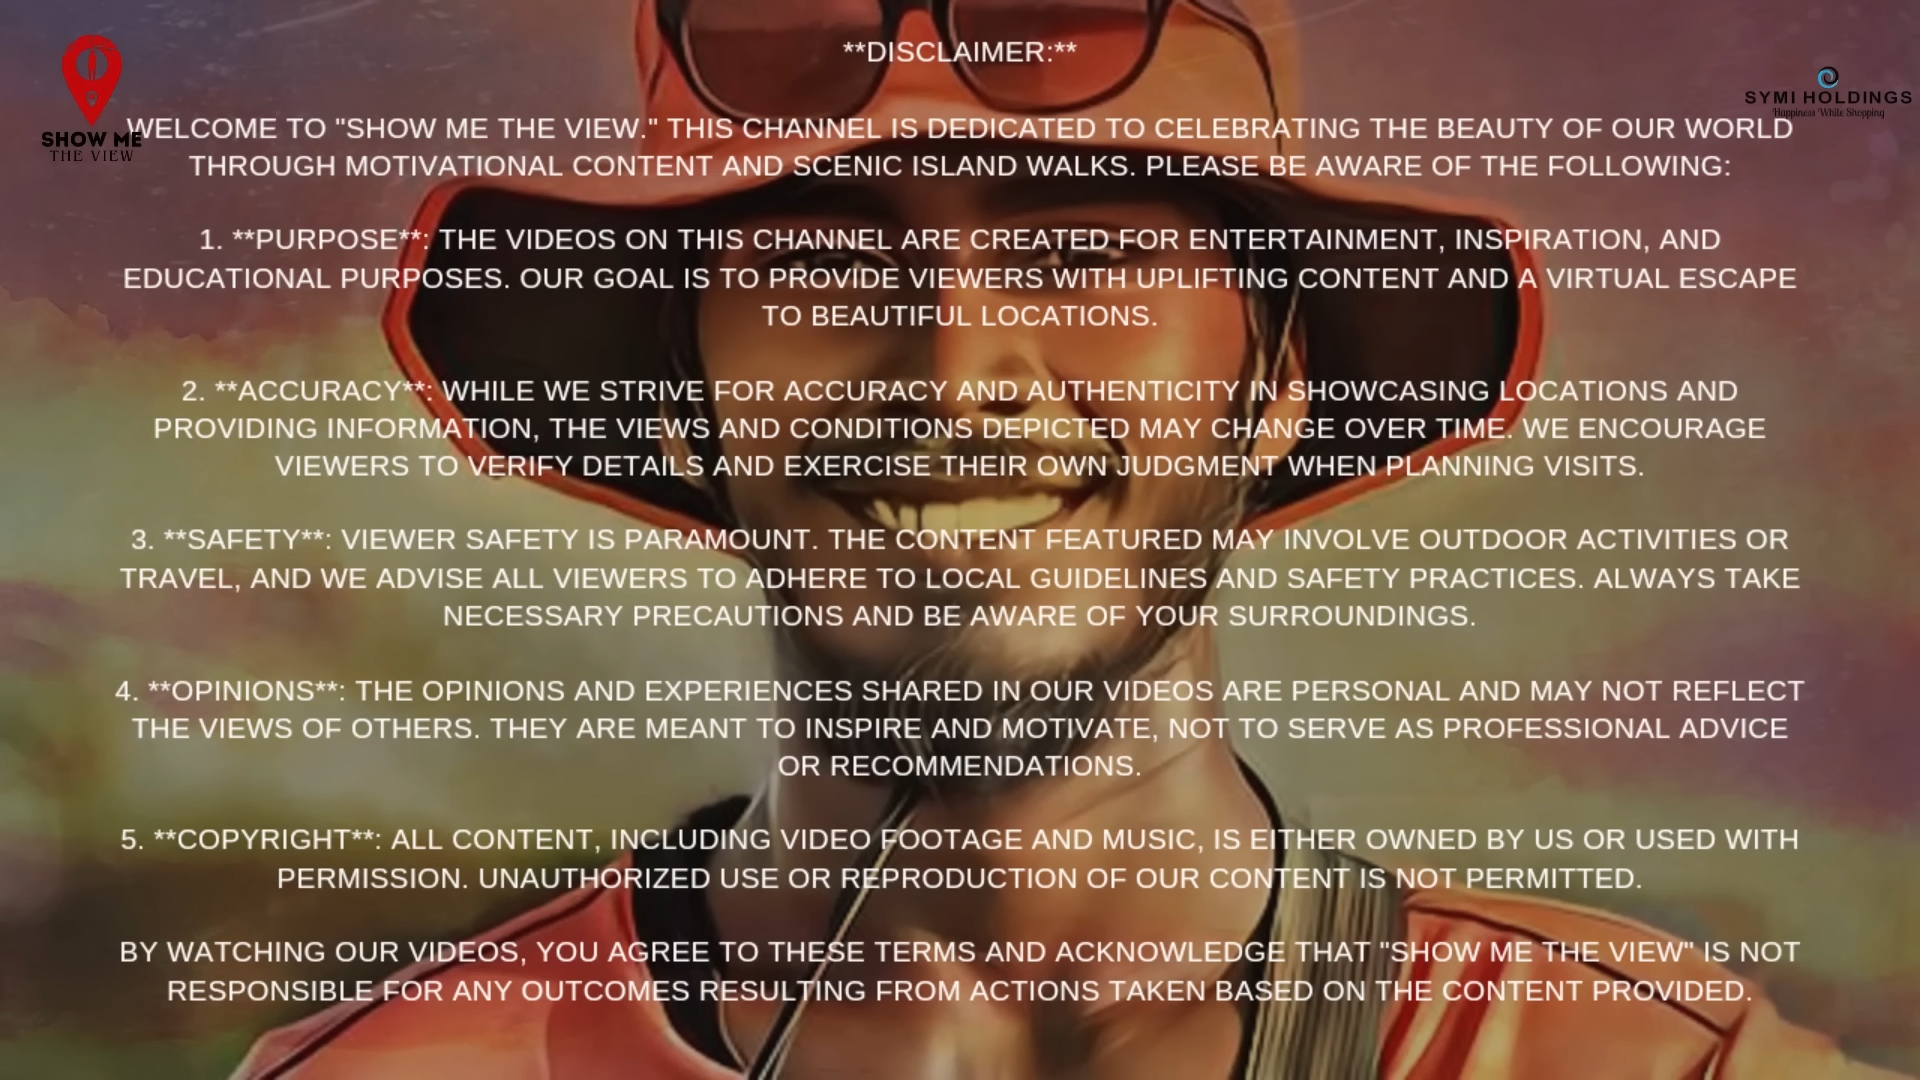 **DISCLAIMER:**
SHOW ME
THE VIEW
SYMI HOLDINGS
Happiness While Shopping
WELCOME TO "SHOW ME THE VIEW." THIS CHANNEL IS DEDICATED TO CELEBRATING THE BEAUTY OF OUR WORLD
THROUGH MOTIVATIONAL CONTENT AND SCENIC ISLAND WALKS. PLEASE BE AWARE OF THE FOLLOWING:
1. **PURPOSE**: THE VIDEOS ON THIS CHANNEL ARE CREATED FOR ENTERTAINMENT, INSPIRATION, AND
EDUCATIONAL PURPOSES. OUR GOAL IS TO PROVIDE VIEWERS WITH UPLIFTING CONTENT AND A VIRTUAL ESCAPE
TO BEAUTIFUL LOCATIONS.
2. **ACCURACY**: WHILE WE STRIVE FOR ACCURACY AND AUTHENTICITY IN SHOWCASING LOCATIONS AND
PROVIDING INFORMATION, THE VIEWS AND CONDITIONS DEPICTED MAY CHANGE OVER TIME. WE ENCOURAGE
VIEWERS TO VERIFY DETAILS AND EXERCISE THEIR OWN JUDGMENT WHEN PLANNING VISITS.
3. **SAFETY**: VIEWER SAFETY IS PARAMOUNT. THE CONTENT FEATURED MAY INVOLVE OUTDOOR ACTIVITIES OR
TRAVEL, AND WE ADVISE ALL VIEWERS TO ADHERE TO LOCAL GUIDELINES AND SAFETY PRACTICES. ALWAYS TAKE
NECESSARY PRECAUTIONS AND BE AWARE OF YOUR SURROUNDINGS.
4. **OPINIONS**: THE OPINIONS AND EXPERIENCES SHARED IN OUR VIDEOS ARE PERSONAL AND MAY NOT REFLECT
THE VIEWS OF OTHERS. THEY ARE MEANT TO INSPIRE AND MOTIVATE, NOT TO SERVE AS PROFESSIONAL ADVICE
OR RECOMMENDATIONS.
5. **COPYRIGHT**: ALL CONTENT, INCLUDING VIDEO FOOTAGE AND MUSIC, IS EITHER OWNED BY US OR USED WITH
PERMISSION. UNAUTHORIZED USE OR REPRODUCTION OF OUR CONTENT IS NOT PERMITTED.
BY WATCHING OUR VIDEOS, YOU AGREE TO THESE TERMS AND ACKNOWLEDGE THAT "SHOW ME THE VIEW" IS NOT
RESPONSIBLE FOR ANY OUTCOMES RESULTING FROM ACTIONS TAKEN BASED ON THE CONTENT PROVIDED.